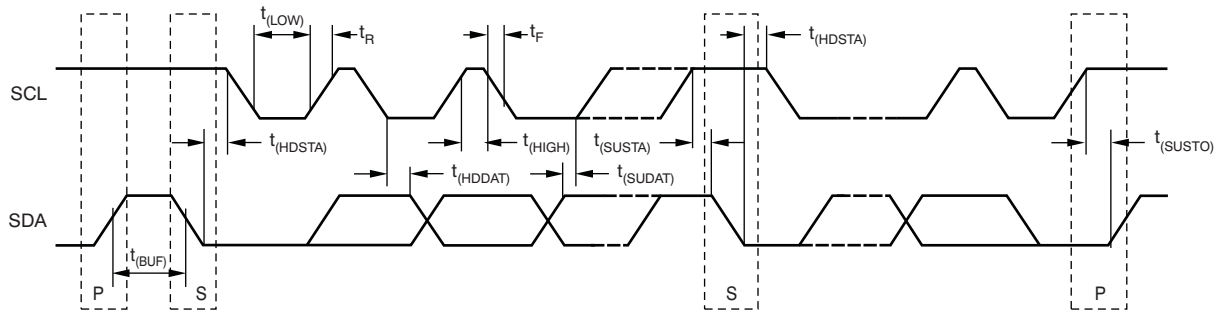 t(LOW)
tR
tF
t(HDSTA)
SCL
t(HDSTA)
t(HIGH)
t(SUSTA)
t(SUSTO)
t(HDDAT)
t(SUDAT)
SDA
t(BUF)
P
S
S
P